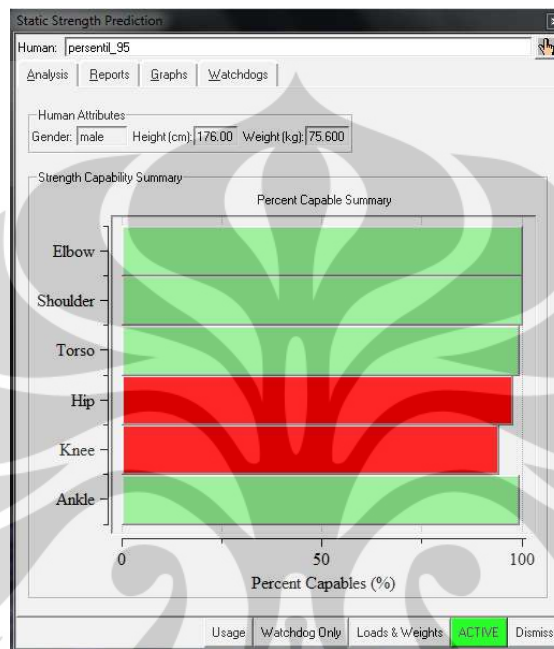 Static Strength Prediction
Human: persentil_95
Analysis Reports Graphs Watchdogs
Human Attributes
Gender: male Height (cm): 176.00 Weight (kg): 75.600
Strength Capability Summary
Percent Capable Summary
Elbow
Shoulder
Torso
Hip
Knee
Ankle
0 50 100
Percent Capables (%)
Usage Watchdog Only Loads & Weights ACTIVE Dismiss